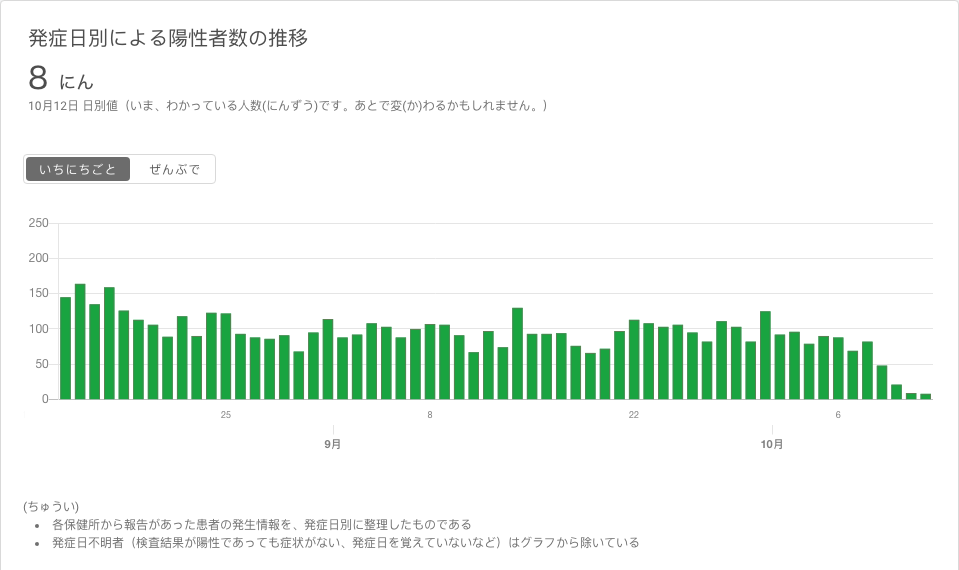 発症日別による陽性者数の推移
8 にん
10月12日 日別値（いま、わかっている人数(にんずう)です。あとで変(か)わるかもしれません。）
いちにちごと ぜんぶで
250
200
150
100
50
0
25 8 22 6
9月 10月
(ちゅうい)
• 各保健所から報告があった患者の発生情報を、発症日別に整理したものである
• 発症日不明者（検査結果が陽性であっても症状がない、発症日を覚えていないなど）はグラフから除いている